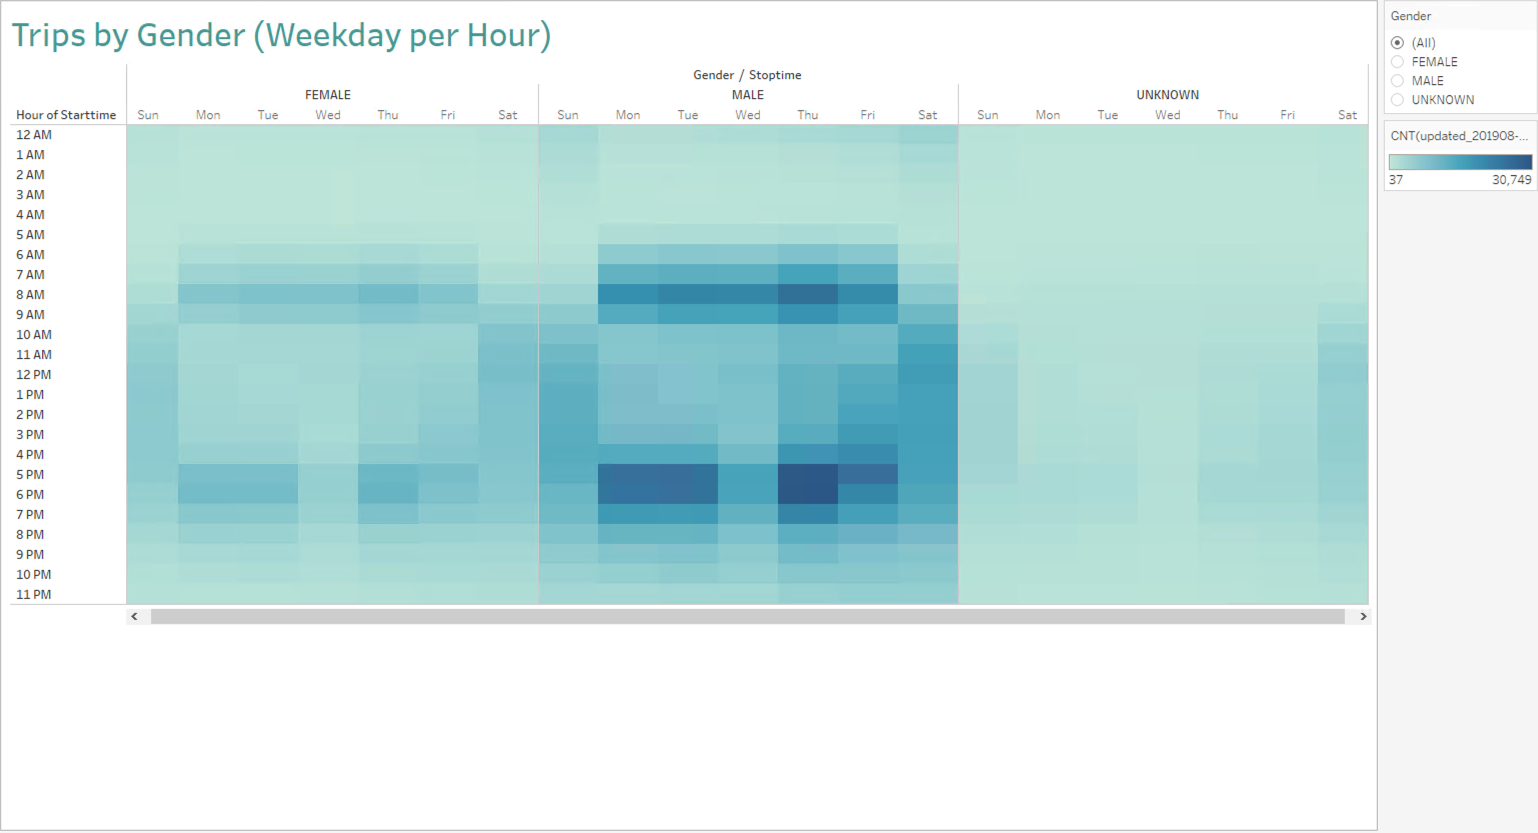 Trips by Gender (Weekday per Hour)
Gender / Stoptime
FEMALE MALE UNKNOWN
Hour of Starttime Sun Mon Tue Wed Thu Fri Sat Sun Mon Tue Wed Thu Fri Sat Sun Mon Tue Wed Thu Fri Sat
12 AM
1 AM
2 AM
3 AM
4 AM
5 AM
6 AM
7 AM
8 AM
9 AM
10 AM
11 AM
12 PM
1 PM
2 PM
3 PM
4 PM
5 PM
6 PM
7 PM
8 PM
9 PM
10 PM
11 PM
Gender
(All)
FEMALE
MALE
UNKNOWN
CNT(updated_201908-...
37 30,749